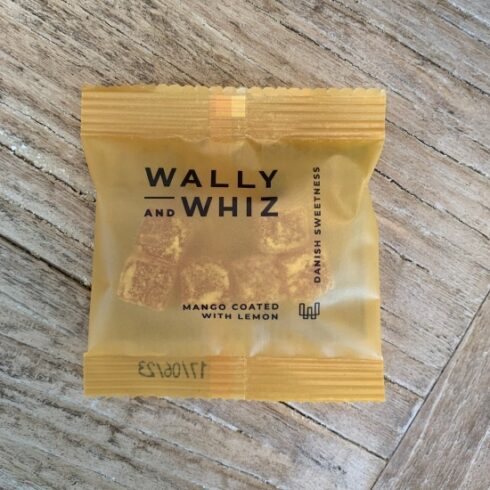 WALLY
AND WHIZ
DANISH SWEETNESS
MANGO COATED
WITH LEMON
17/06/23